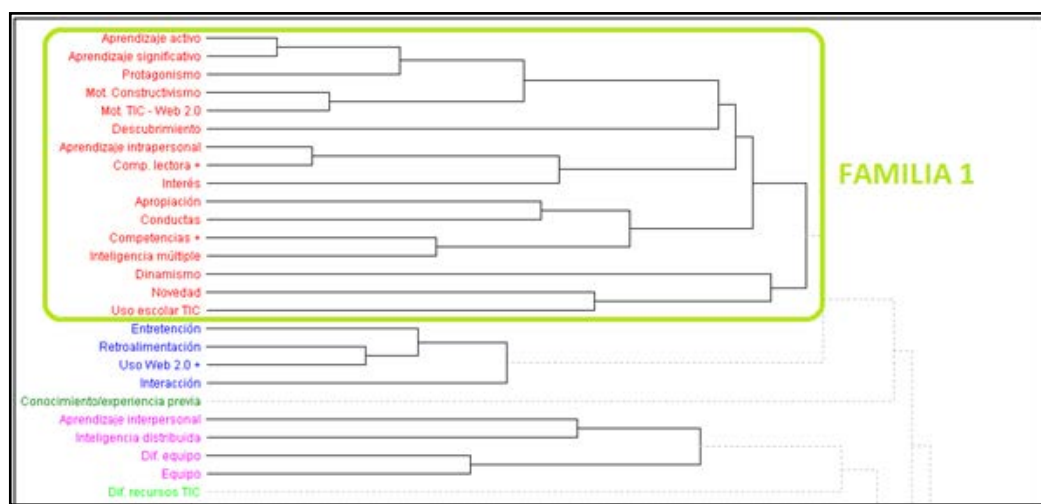 Aprendizaje activo
Aprendizaje significativo
Protagonismo
Mot. Constructivismo
Mot. TIC - Web 2.0
Descubrimiento
Aprendizaje intrapersonal
Comp. lectora +
Interés
Apropiación
Conductas
Competencias +
Inteligencia múltiple
Dinamismo
Novedad
Uso escolar TIC
FAMILIA 1
Entretención
Retroalimentación
Uso Web 2.0 +
Interacción
Conocimiento/experiencia previa
Aprendizaje interpersonal
Inteligencia distribuida
Dif. equipo
Equipo
Dif. recursos TIC